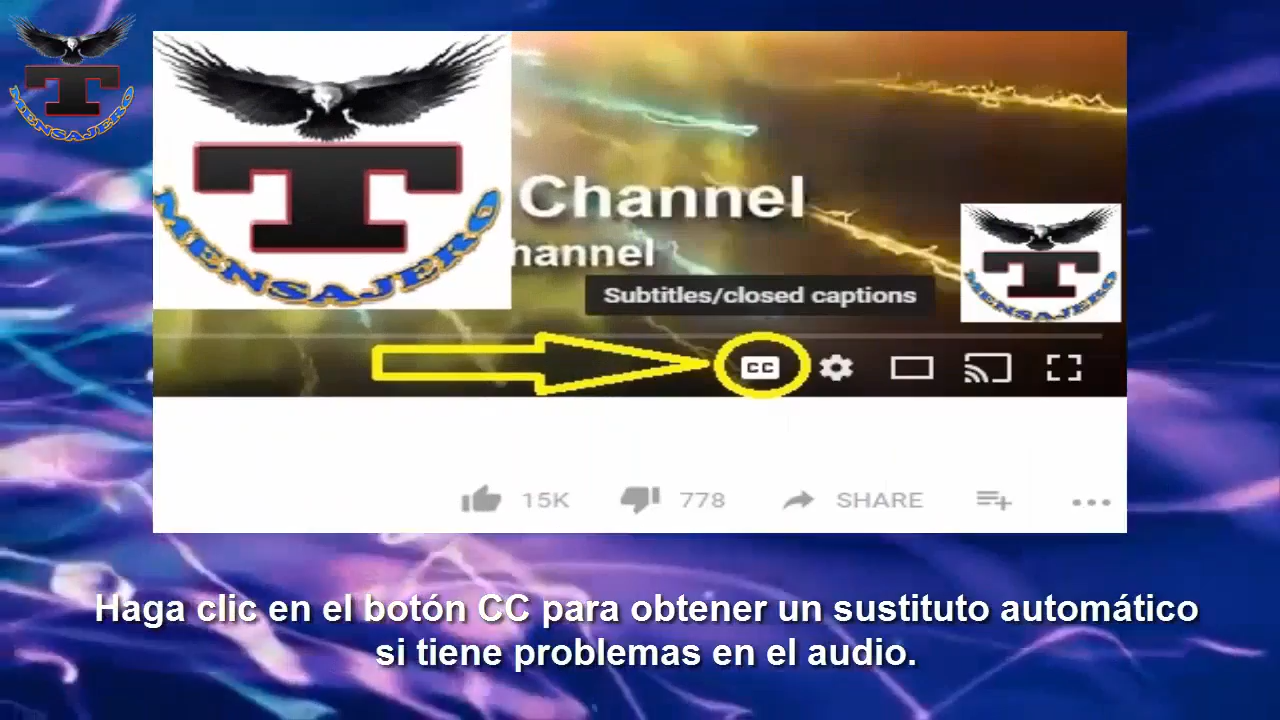 T
MENSAJERO
T
MENSAJERO
Channel
hannel
T
MENSAJERO
Subtitles/closed captions
CC
15K 778 SHARE
Haga clic en el botón CC para obtener un sustituto automático
si tiene problemas en el audio.